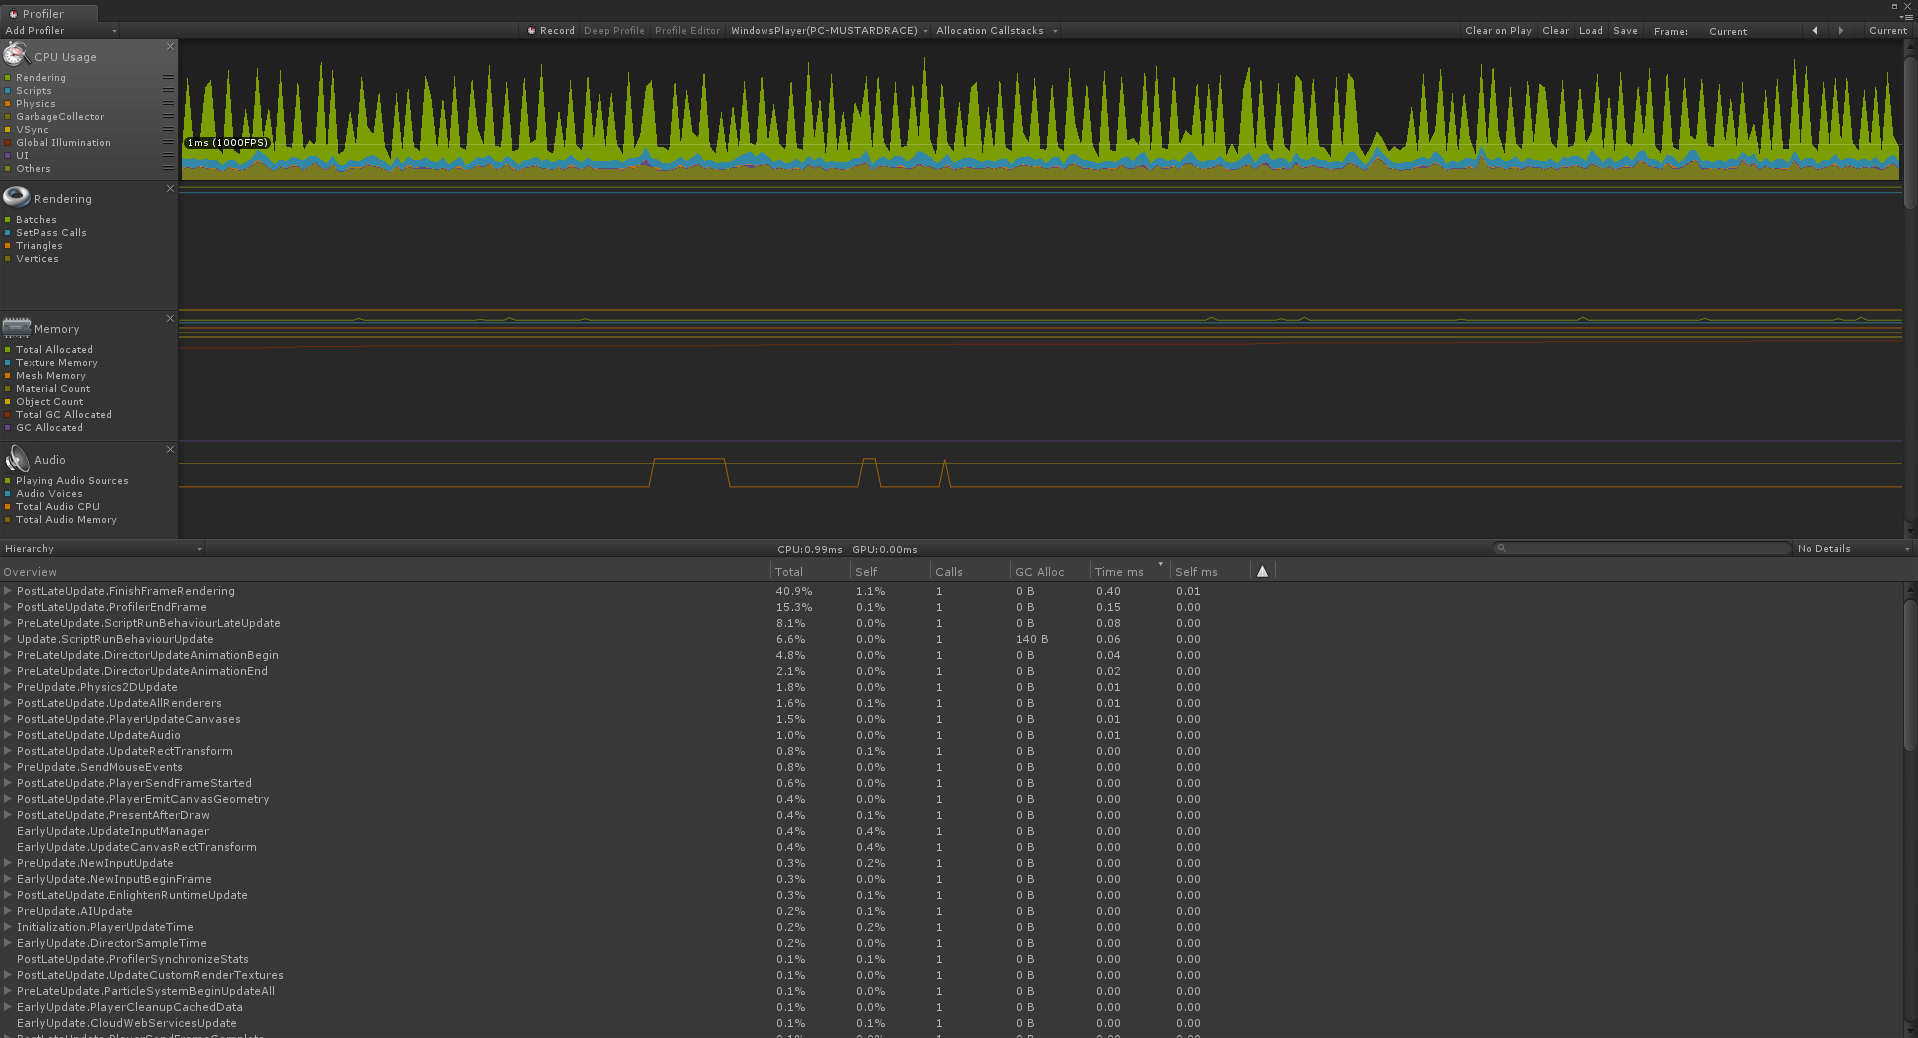 Profiler
Add Profiler Record Deep Profile Profile Editor WindowsPlayer(PC-MUSTARDRACE) Allocation Callstacks Clear on Play Clear Load Save Frame: Current Current
CPU Usage
Rendering
Scripts
Physics
GarbageCollector
VSync
Global Illumination
UI
Others
1ms (1000FPS)
Rendering
Batches
SetPass Calls
Triangles
Vertices
Memory
Total Allocated
Texture Memory
Mesh Memory
Material Count
Object Count
Total GC Allocated
GC Allocated
Audio
Playing Audio Sources
Audio Voices
Total Audio CPU
Total Audio Memory
Hierarchy CPU:0.99ms GPU:0.00ms No Details
Overview Total Self Calls GC Alloc Time ms Self ms
PostLateUpdate.FinishFrameRendering 40.9% 1.1% 1 0 B 0.40 0.01
PostLateUpdate.ProfilerEndFrame 15.3% 0.1% 1 0 B 0.15 0.00
PreLateUpdate.ScriptRunBehaviourLateUpdate 8.1% 0.0% 1 0 B 0.08 0.00
Update.ScriptRunBehaviourUpdate 6.6% 0.0% 1 140 B 0.06 0.00
PreLateUpdate.DirectorUpdateAnimationBegin 4.8% 0.0% 1 0 B 0.04 0.00
PreLateUpdate.DirectorUpdateAnimationEnd 2.1% 0.0% 1 0 B 0.02 0.00
PreUpdate.Physics2DUpdate 1.8% 0.0% 1 0 B 0.01 0.00
PostLateUpdate.UpdateAllRenderers 1.6% 0.1% 1 0 B 0.01 0.00
PostLateUpdate.PlayerUpdateCanvases 1.5% 0.0% 1 0 B 0.01 0.00
PostLateUpdate.UpdateAudio 1.0% 0.0% 1 0 B 0.01 0.00
PostLateUpdate.UpdateRectTransform 0.8% 0.1% 1 0 B 0.00 0.00
PreUpdate.SendMouseEvents 0.8% 0.0% 1 0 B 0.00 0.00
PostLateUpdate.PlayerSendFrameStarted 0.6% 0.0% 1 0 B 0.00 0.00
PostLateUpdate.PlayerEmitCanvasGeometry 0.4% 0.0% 1 0 B 0.00 0.00
PostLateUpdate.PresentAfterDraw 0.4% 0.1% 1 0 B 0.00 0.00
EarlyUpdate.UpdateInputManager 0.4% 0.4% 1 0 B 0.00 0.00
EarlyUpdate.UpdateCanvasRectTransform 0.4% 0.4% 1 0 B 0.00 0.00
PreUpdate.NewInputUpdate 0.3% 0.2% 1 0 B 0.00 0.00
EarlyUpdate.NewInputBeginFrame 0.3% 0.0% 1 0 B 0.00 0.00
PostLateUpdate.EnlightenRuntimeUpdate 0.3% 0.1% 1 0 B 0.00 0.00
PreUpdate.AIUpdate 0.2% 0.1% 1 0 B 0.00 0.00
Initialization.PlayerUpdateTime 0.2% 0.2% 1 0 B 0.00 0.00
EarlyUpdate.DirectorSampleTime 0.2% 0.0% 1 0 B 0.00 0.00
PostLateUpdate.ProfilerSynchronizeStats 0.1% 0.1% 1 0 B 0.00 0.00
PostLateUpdate.UpdateCustomRenderTextures 0.1% 0.0% 1 0 B 0.00 0.00
PreLateUpdate.ParticleSystemBeginUpdateAll 0.1% 0.0% 1 0 B 0.00 0.00
EarlyUpdate.PlayerCleanupCachedData 0.1% 0.0% 1 0 B 0.00 0.00
EarlyUpdate.CloudWebServicesUpdate 0.1% 0.1% 1 0 B 0.00 0.00